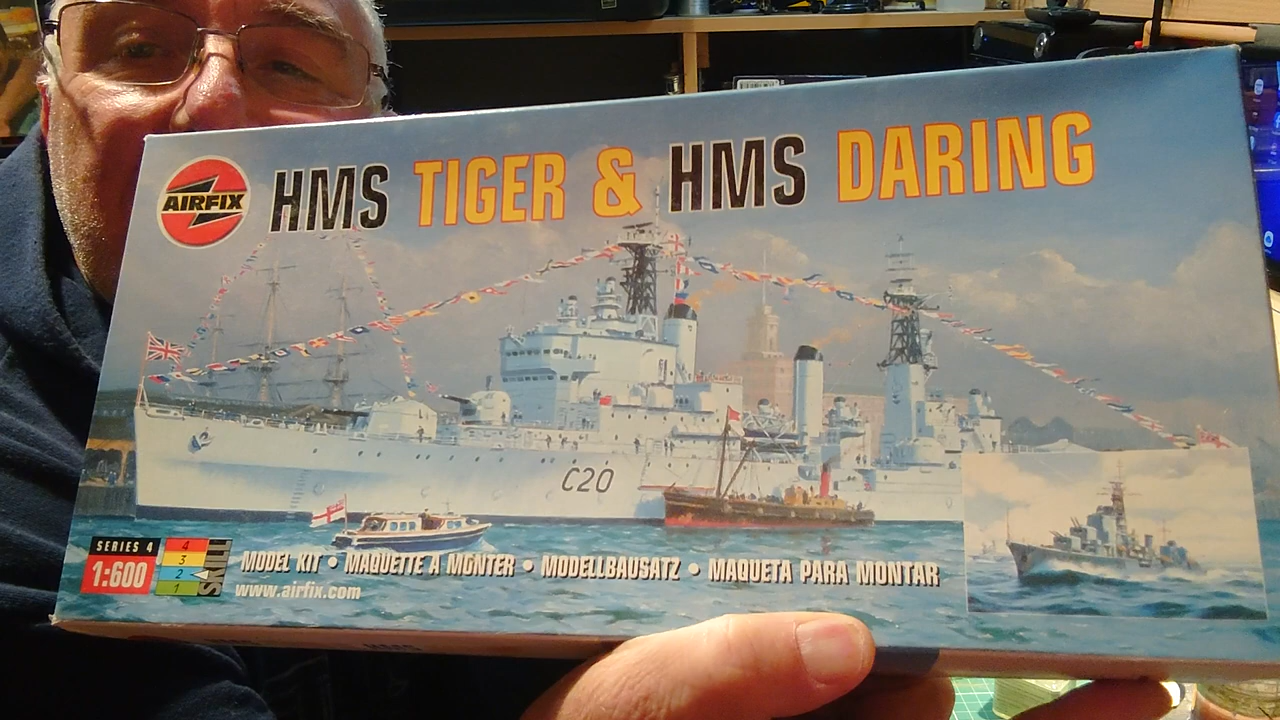 AIRFIX
HMS TIGER & HMS DARING
C20
SERIES 4
1:600
4
3
2
1
SKILL
MODEL KIT • MAQUETTE A MONTER • MODELLBAUSATZ • MAQUETA PARA MONTAR
www.airfix.com